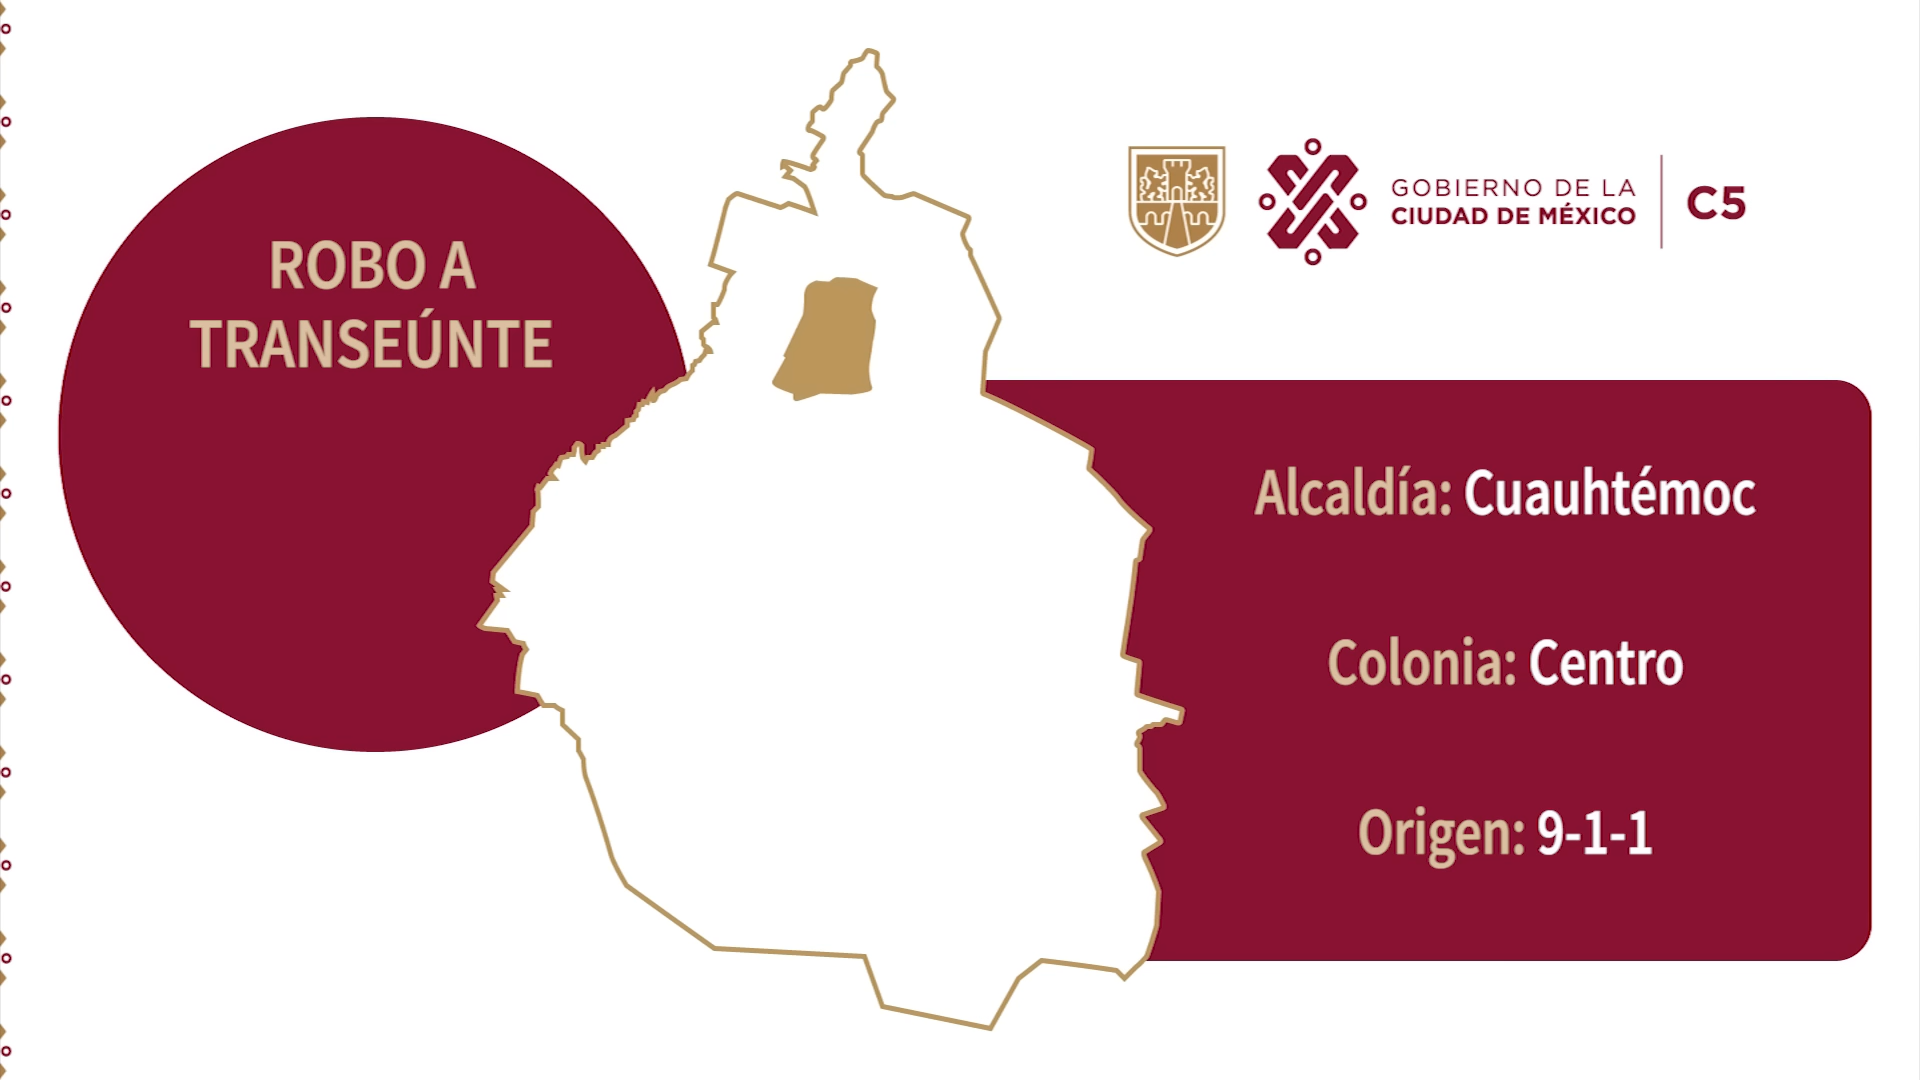 ROBO A
TRANSEÚNTE
GOBIERNO DE LA
CIUDAD DE MÉXICO
C5
Alcaldía: Cuauhtémoc
Colonia: Centro
Origen: 9-1-1